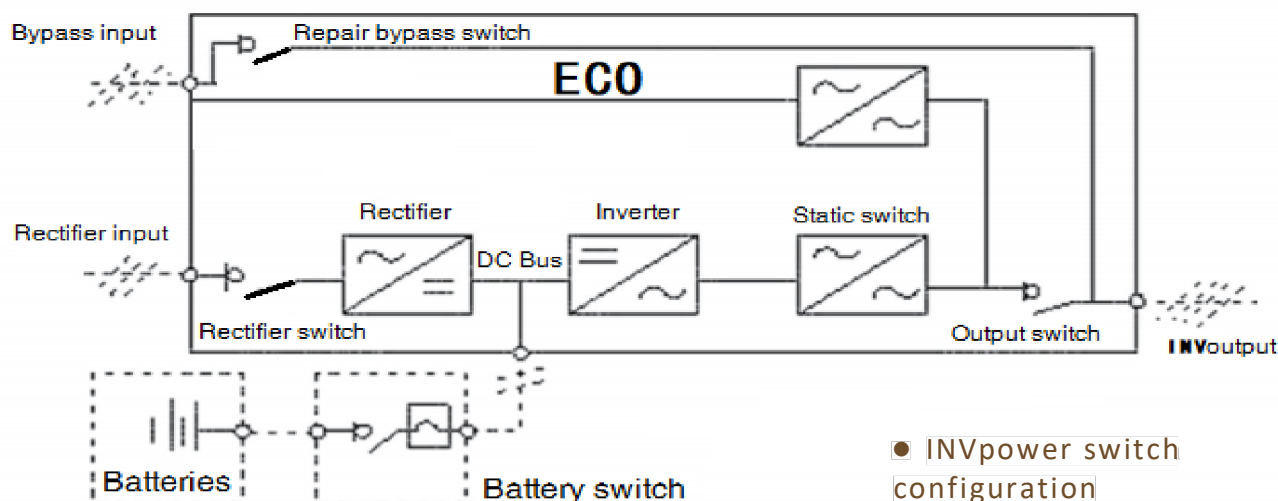 Bypass input
Repair bypass switch
ECO
Rectifier
Inverter
Static switch
Rectifier input
DC Bus
Rectifier switch
Output switch
INVoutput
Batteries
Battery switch
● INVpower switch
configuration